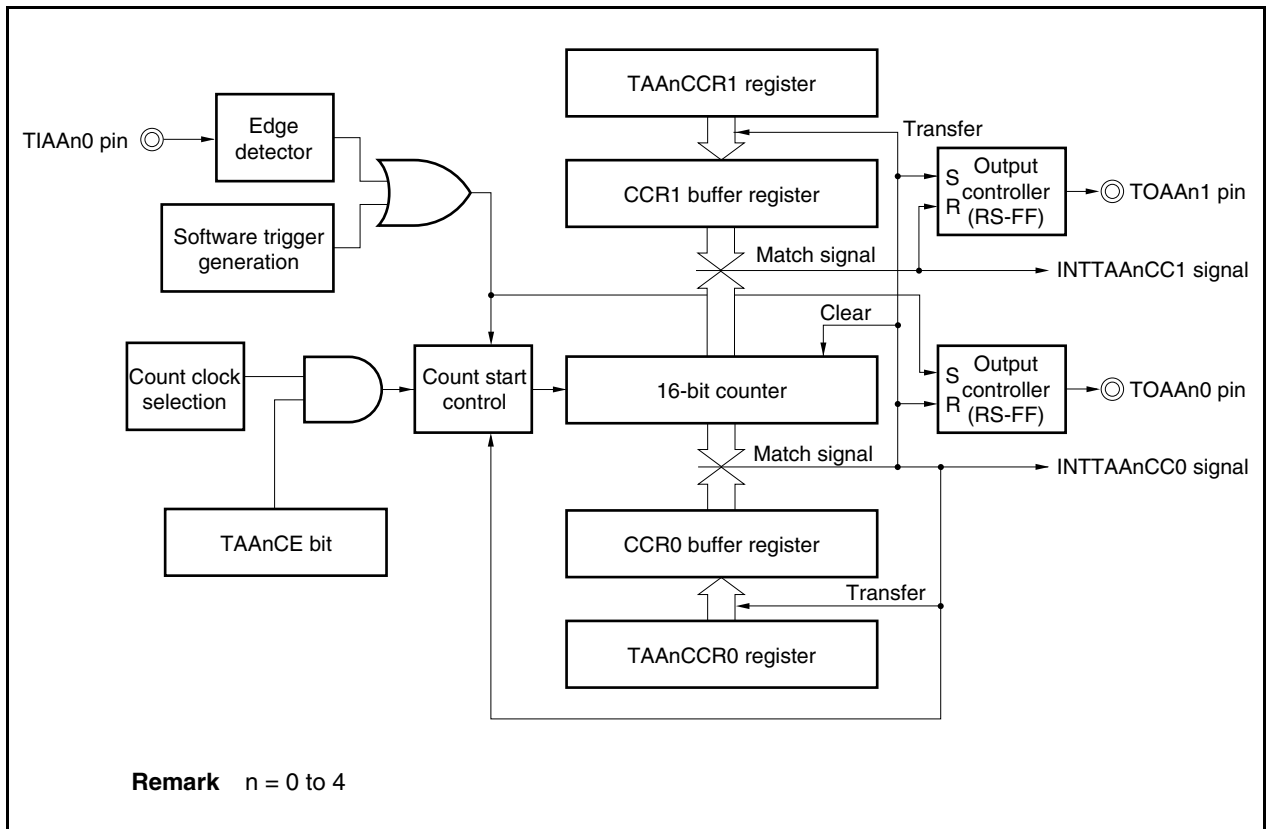 TAAnCCR1 register
TIAAn0 pin
Edge
detector
Transfer
CCR1 buffer register
S
R
Output
controller
(RS-FF)
TOAAn1 pin
Software trigger
generation
Match signal
INTTAAnCC1 signal
Clear
Count clock
selection
Count start
control
16-bit counter
S
R
Output
controller
(RS-FF)
TOAAn0 pin
Match signal
INTTAAnCC0 signal
TAAnCE bit
CCR0 buffer register
Transfer
TAAnCCR0 register
Remark n = 0 to 4